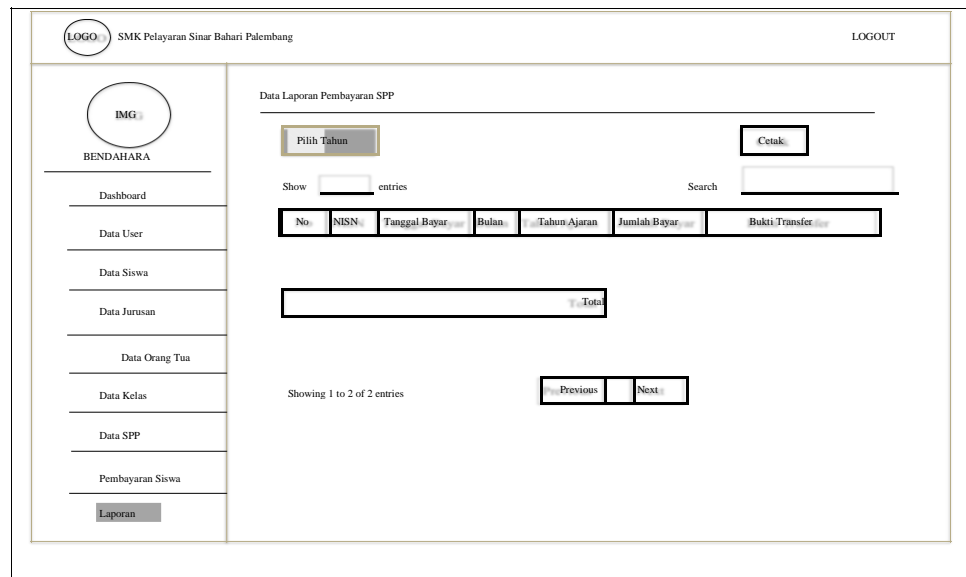 LOGO SMK Pelayaran Sinar Bahari Palembang LOGOUT
IMG
BENDAHARA
Dashboard
Data User
Data Siswa
Data Jurusan
Data Orang Tua
Data Kelas
Data SPP
Pembayaran Siswa
Laporan
Data Laporan Pembayaran SPP
Pilih Tahun Cetak
Show entries Search
No NISN Tanggal Bayar Bulan Tahun Ajaran Jumlah Bayar Bukti Transfer
Total
Showing 1 to 2 of 2 entries Previous Next